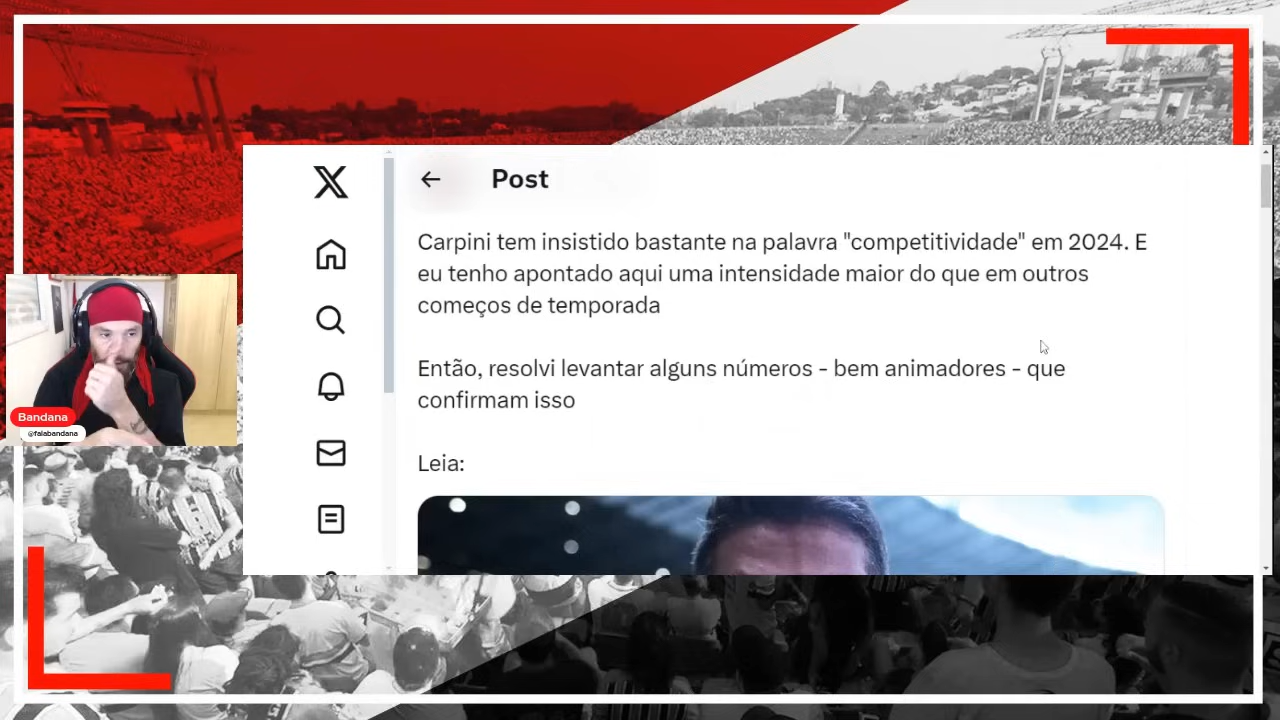 Post
Carpini tem insistido bastante na palavra "competitividade" em 2024. E
eu tenho apontado aqui uma intensidade maior do que em outros
começos de temporada
Então, resolvi levantar alguns números - bem animadores - que
confirmam isso
Leia:
Bandana
@falabandana